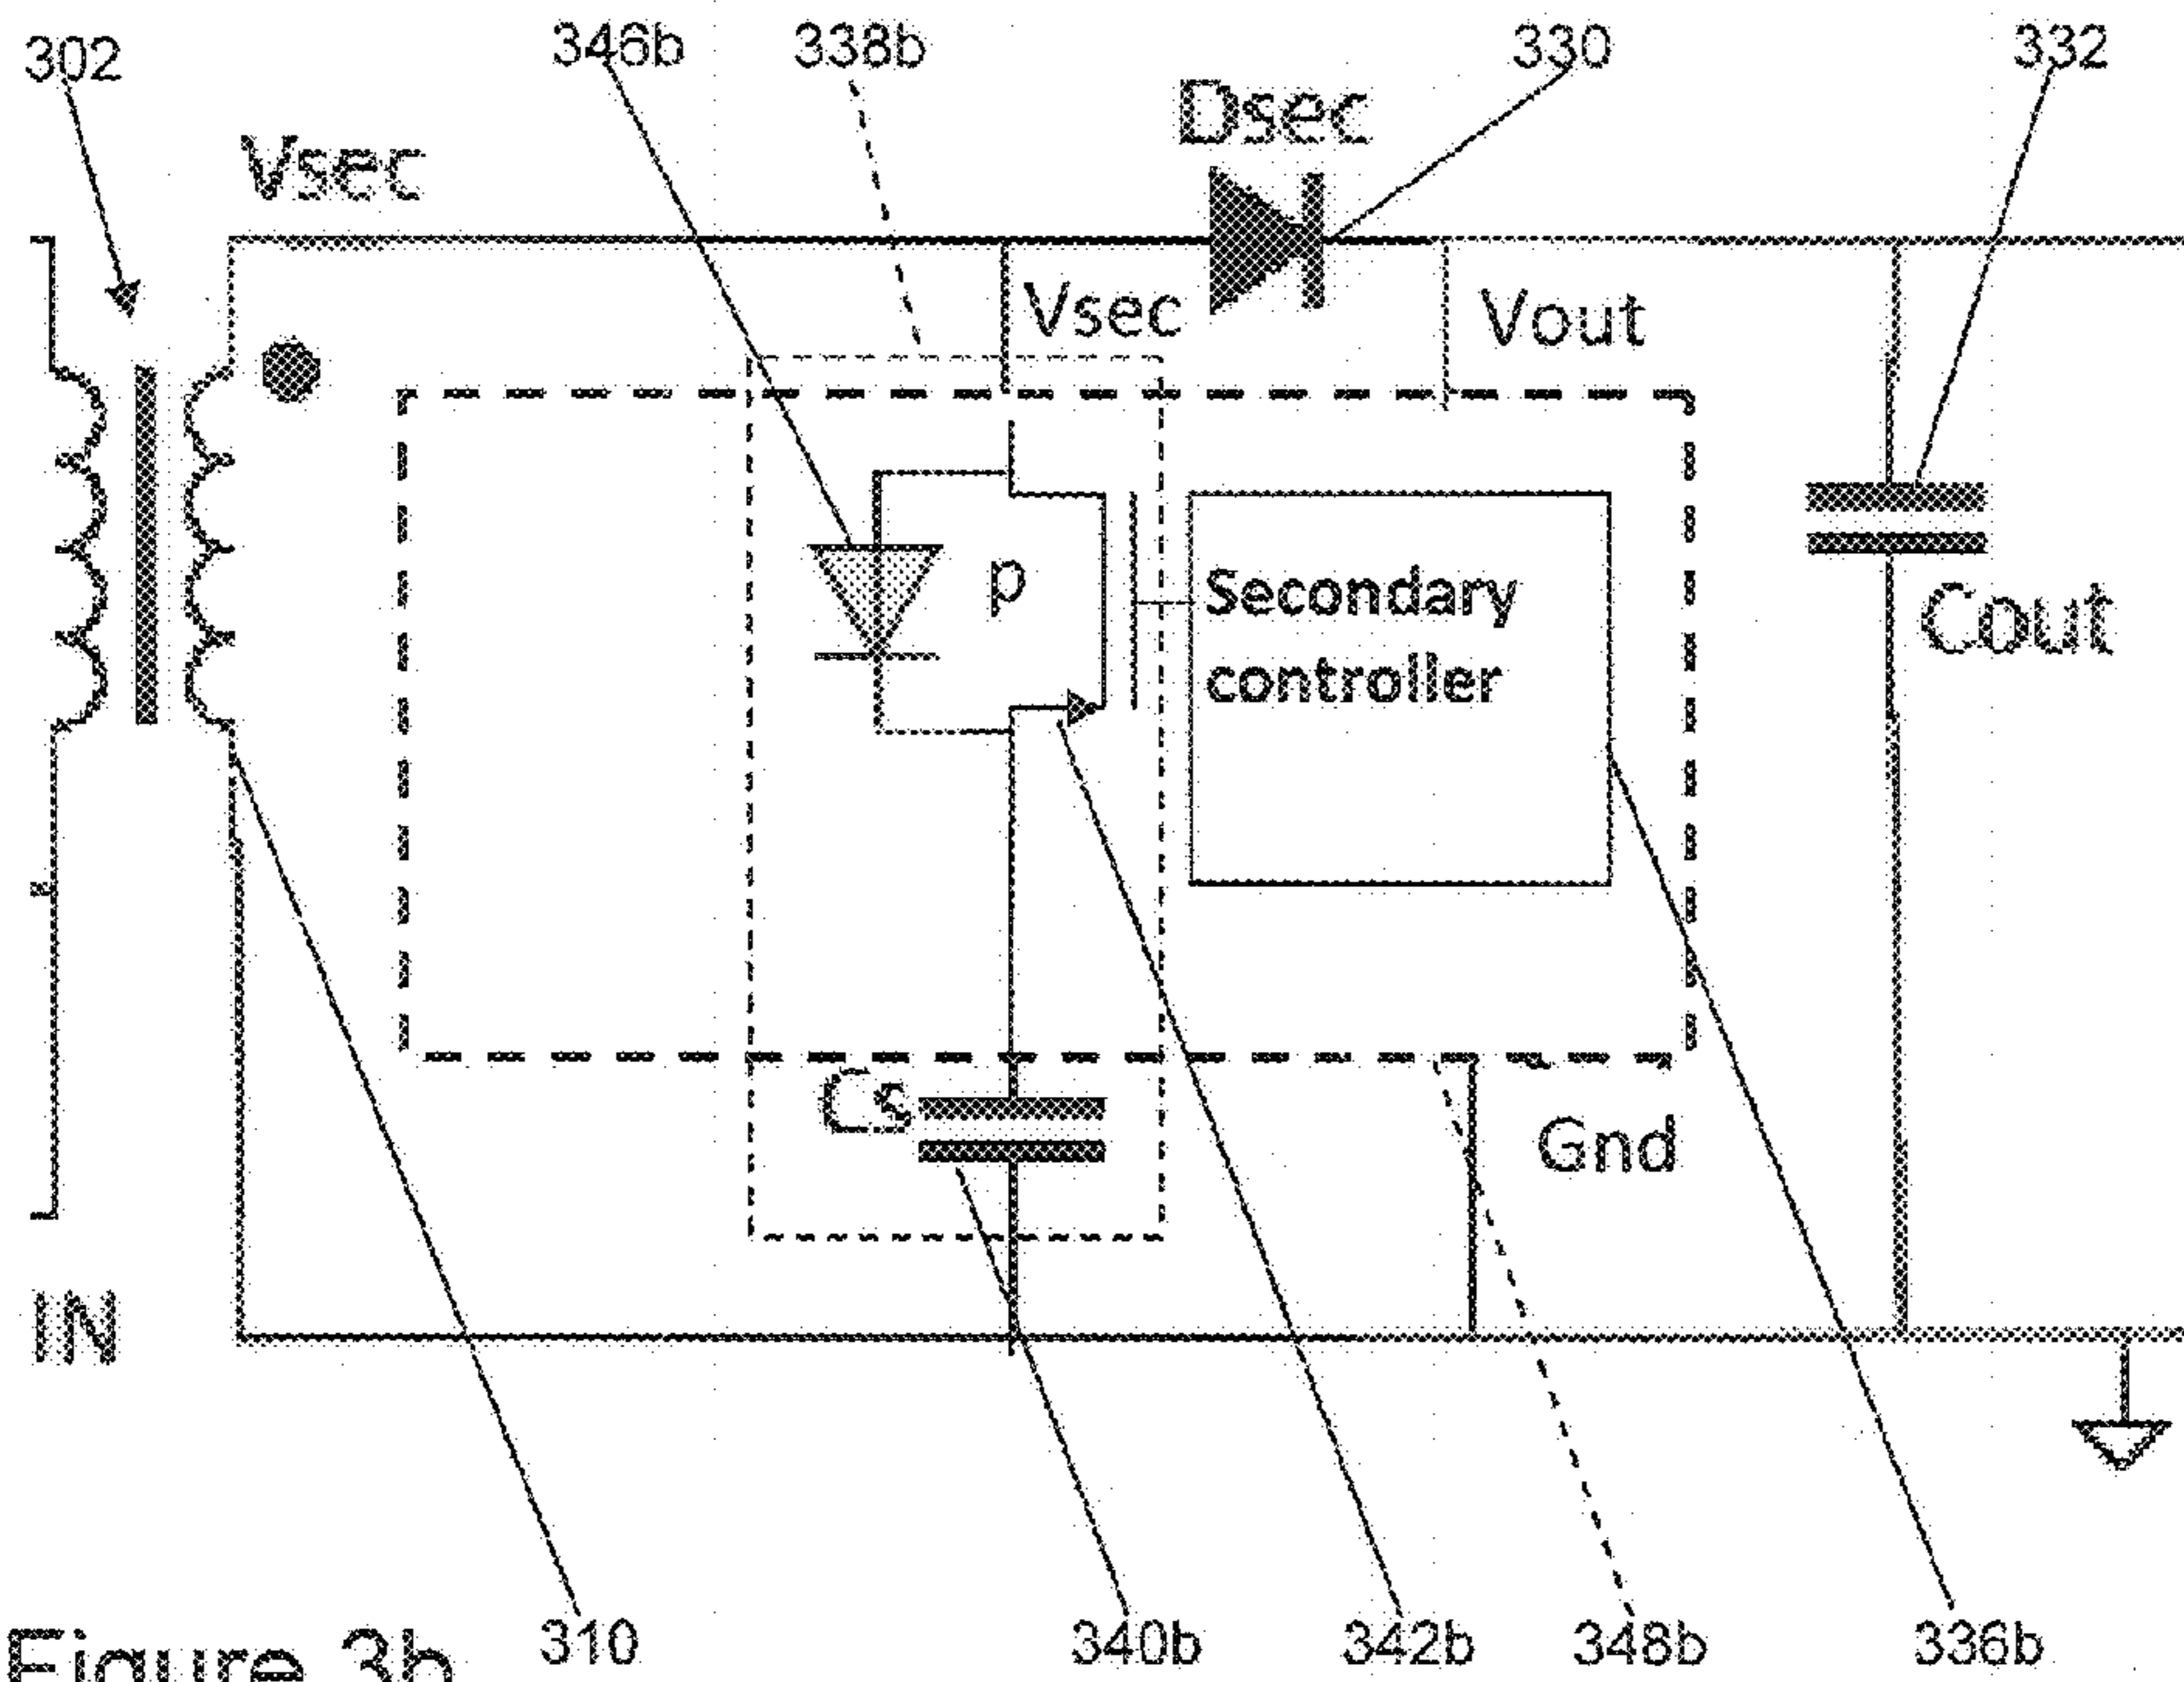 302
346b
338b
330
332
Dsec
Vsec
Vsec
Vout
p
Secondary
controller
Cout
Cs
Gnd
IN
310
340b
342b
348b
336b
Figure 3b